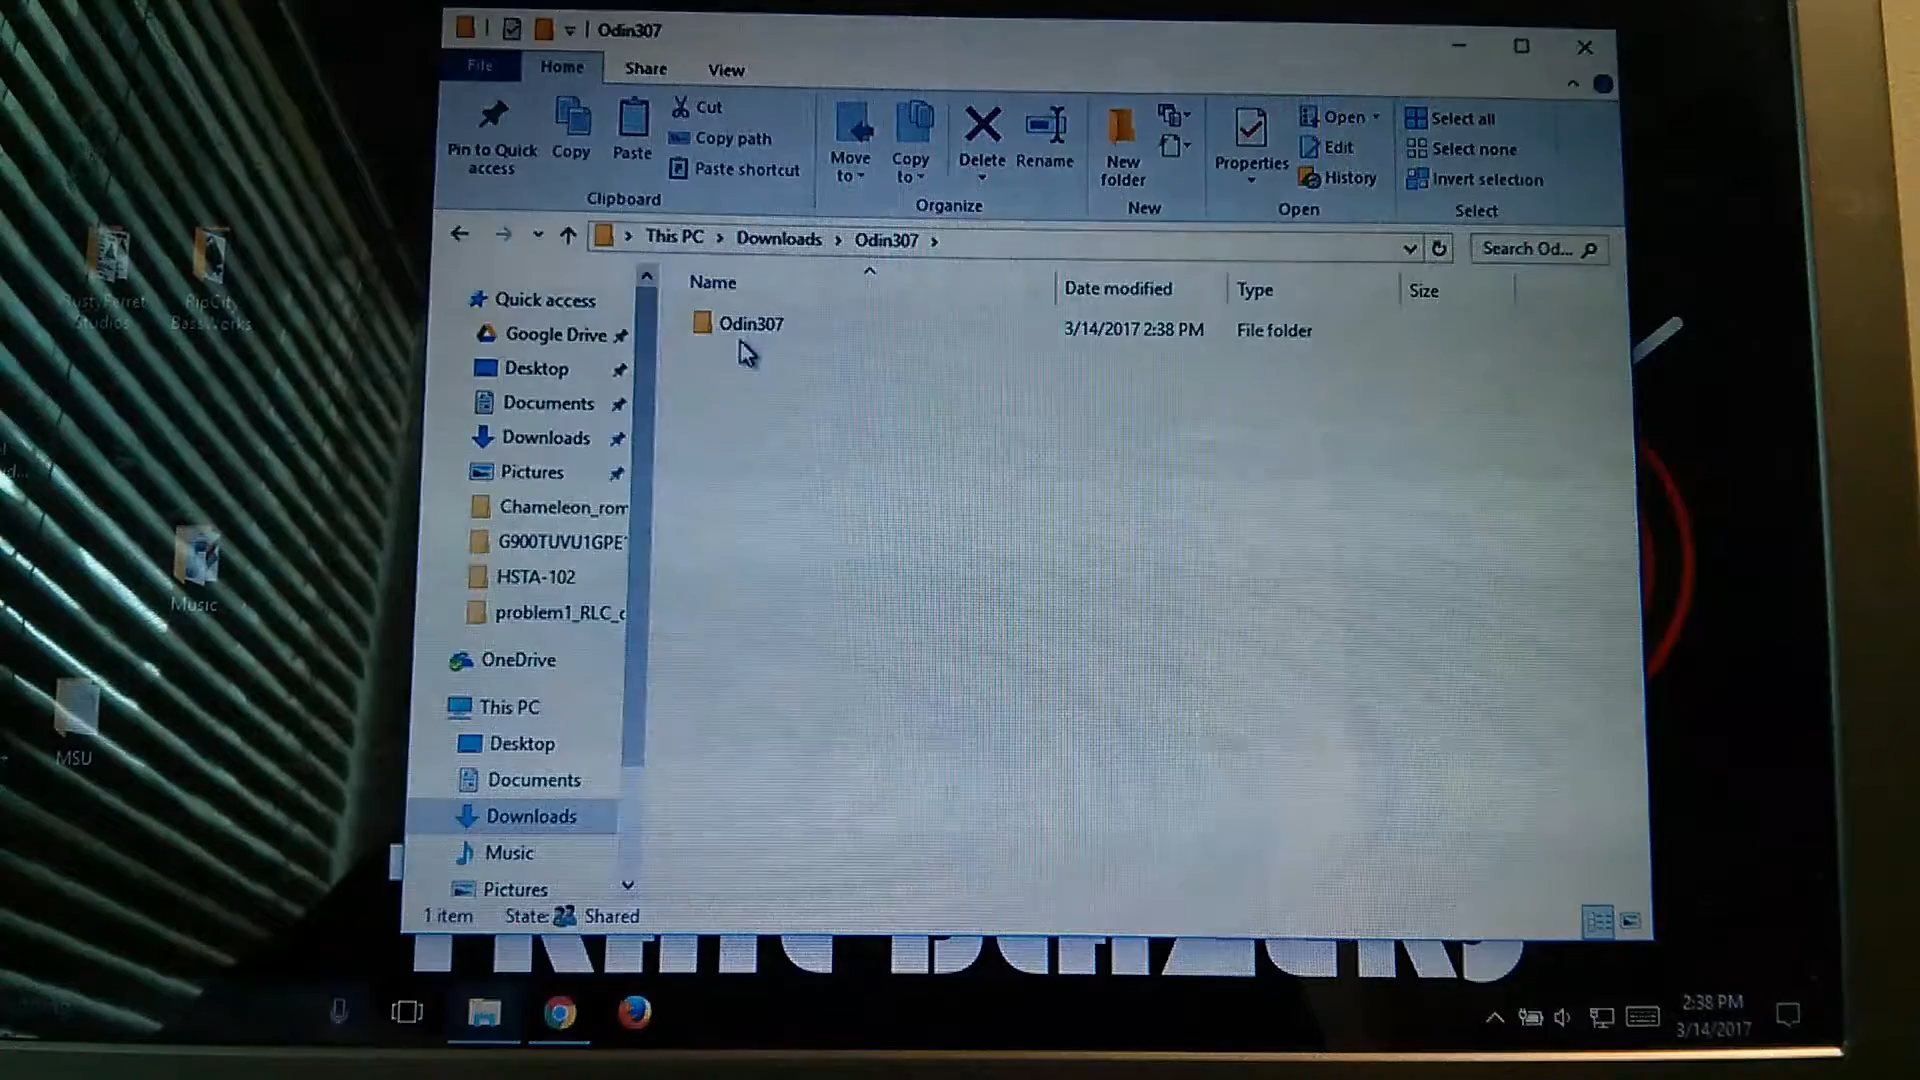 Odin307
File Home Share View
Pin to Quick access
Copy
Paste
Cut
Copy path
Paste shortcut
Clipboard
Move to
Copy to
Delete
Rename
Organize
New folder
New
Properties
Open
Edit
History
Open
Select all
Select none
Invert selection
Select
This PC > Downloads > Odin307 >
Search Od...
Name Date modified Type Size
Odin307 3/14/2017 2:38 PM File folder
Quick access
Google Drive
Desktop
Documents
Downloads
Pictures
Chameleon_rom
G900TUVU1GPE
HSTA-102
problem1_RLC_c
OneDrive
This PC
Desktop
Documents
Downloads
Music
Pictures
1 item State: Shared
RustyFerret
Studios
RipCity
BassWorks
Music
MSU
2:38 PM
3/14/2017